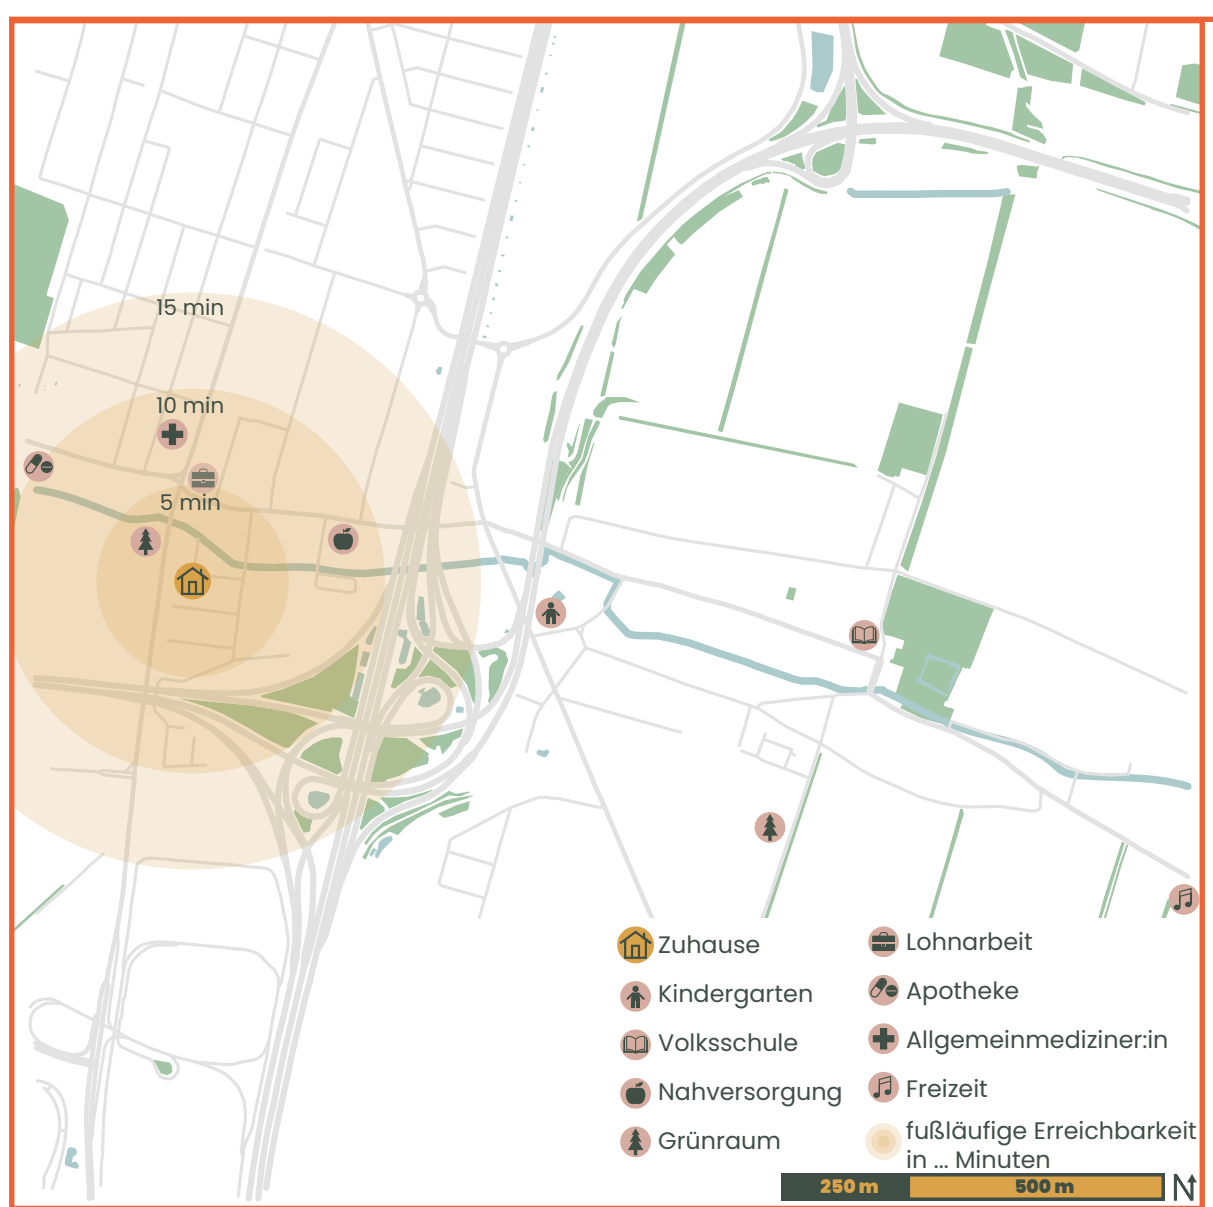 15 min
10 min
5 min
Zuhause
Kindergarten
Volksschule
Nahversorgung
Grünraum
Lohnarbeit
Apotheke
Allgemeinmediziner:in
Freizeit
fußläufige Erreichbarkeit
in ... Minuten
250 m 500 m N